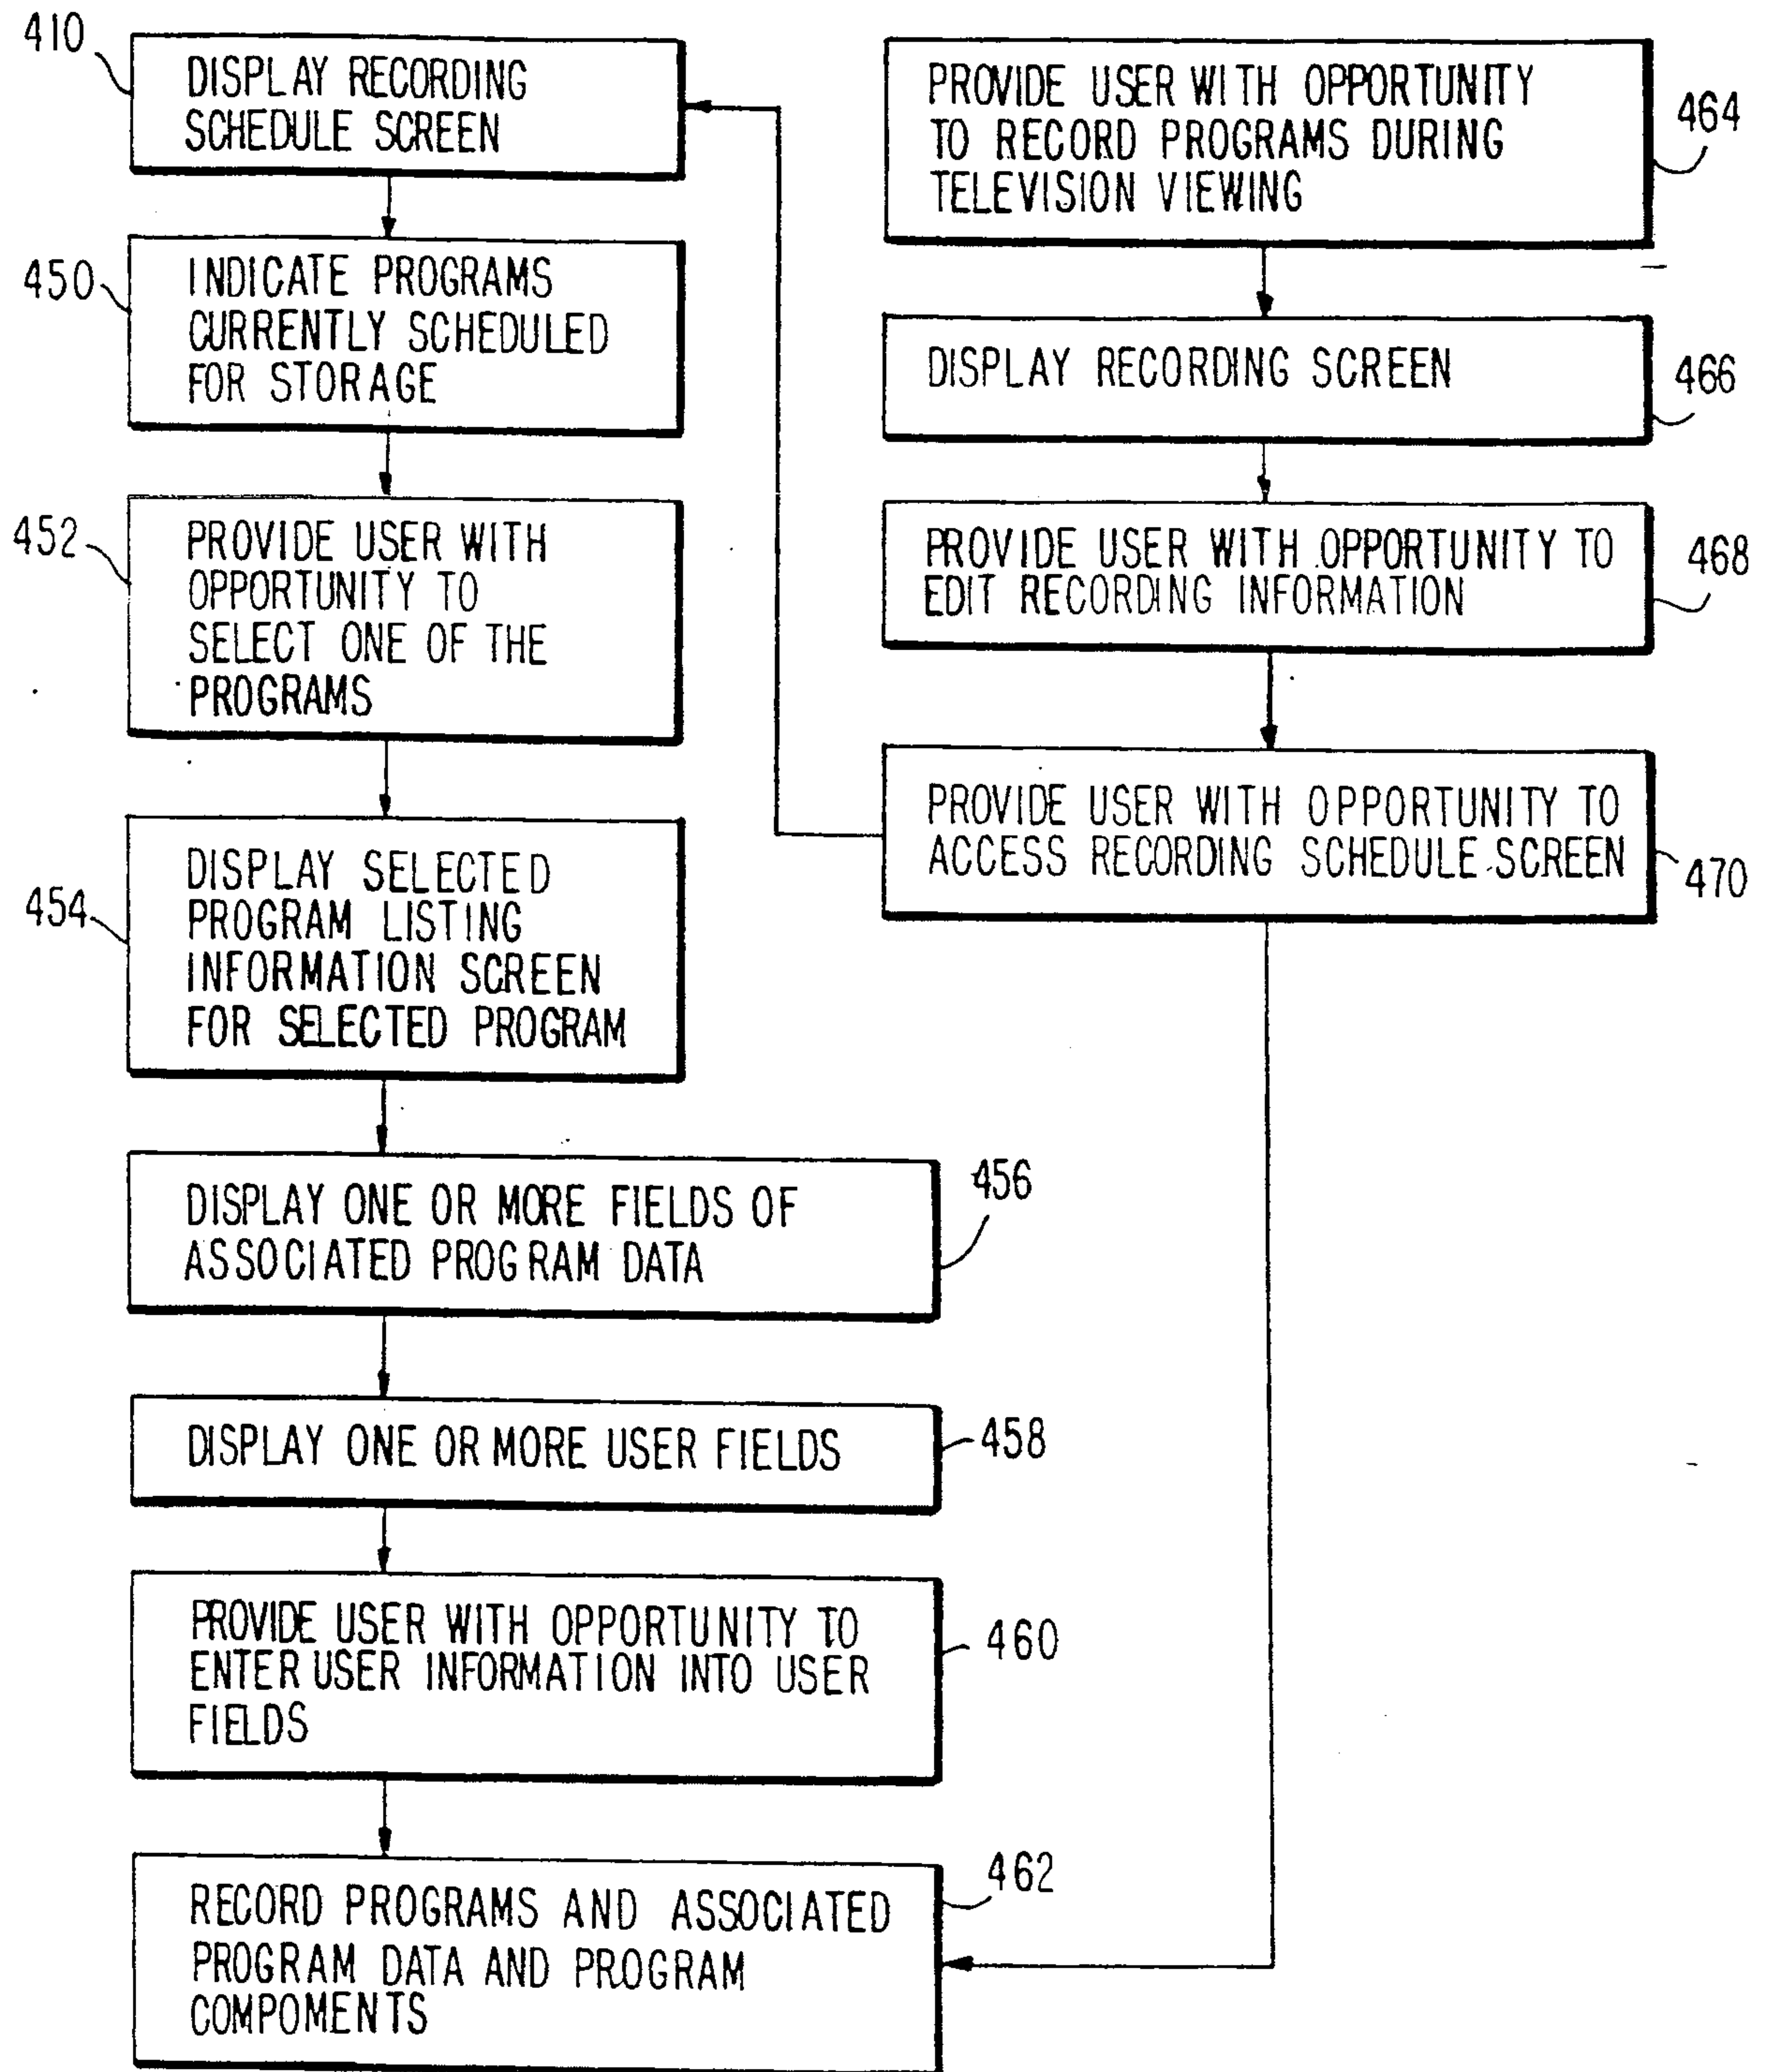 410
DISPLAY RECORDING
SCHEDULE SCREEN
450
INDICATE PROGRAMS
CURRENTLY SCHEDULED
FOR STORAGE
452
PROVIDE USER WITH
OPPORTUNITY TO
SELECT ONE OF THE
PROGRAMS
454
DISPLAY SELECTED
PROGRAM LISTING
INFORMATION SCREEN
FOR SELECTED PROGRAM
DISPLAY ONE OR MORE FIELDS OF
ASSOCIATED PROGRAM DATA
456
DISPLAY ONE OR MORE USER FIELDS
458
PROVIDE USER WITH OPPORTUNITY TO
ENTER USER INFORMATION INTO USER
FIELDS
460
RECORD PROGRAMS AND ASSOCIATED
PROGRAM DATA AND PROGRAM
COMPOMENTS
462
PROVIDE USER WITH OPPORTUNITY
TO RECORD PROGRAMS DURING
TELEVISION VIEWING
464
DISPLAY RECORDING SCREEN
466
PROVIDE USER WITH OPPORTUNITY TO
EDIT RECORDING INFORMATION
468
PROVIDE USER WITH OPPORTUNITY TO
ACCESS RECORDING SCHEDULE SCREEN
470